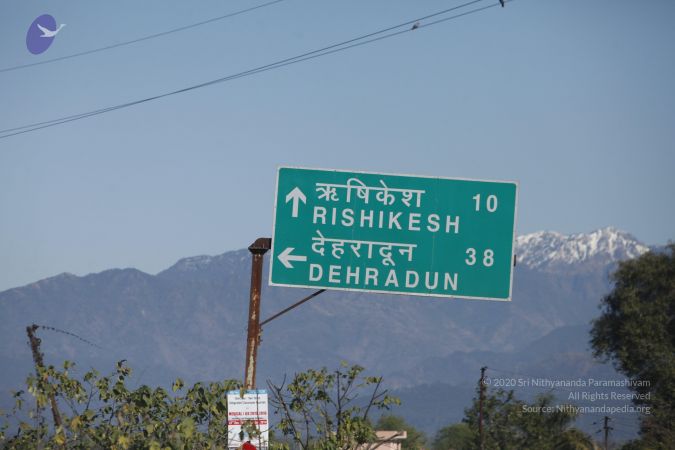 ऋषिकेश 10
RISHIKESH
देहरादून 38
DEHRADUN
© 2020 Sri Nithyananda Paramashivam
All Rights Reserved
Source: Nithyanandapedia.org